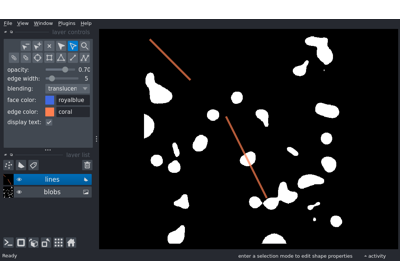 File View Window Plugins Help
layer controls
opacity: 0.70
edge width: 5
blending: translucen
face color: royalblue
edge color: coral
display text:
layer list
lines
blobs
Ready enter a selection mode to edit shape properties activity